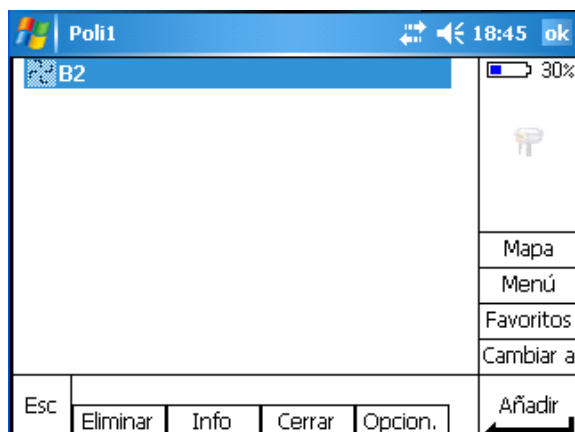 Poli1 18:45 ok
B2
30%
Mapa
Menú
Favoritos
Cambiar a
Esc Eliminar Info Cerrar Opcion. Añadir